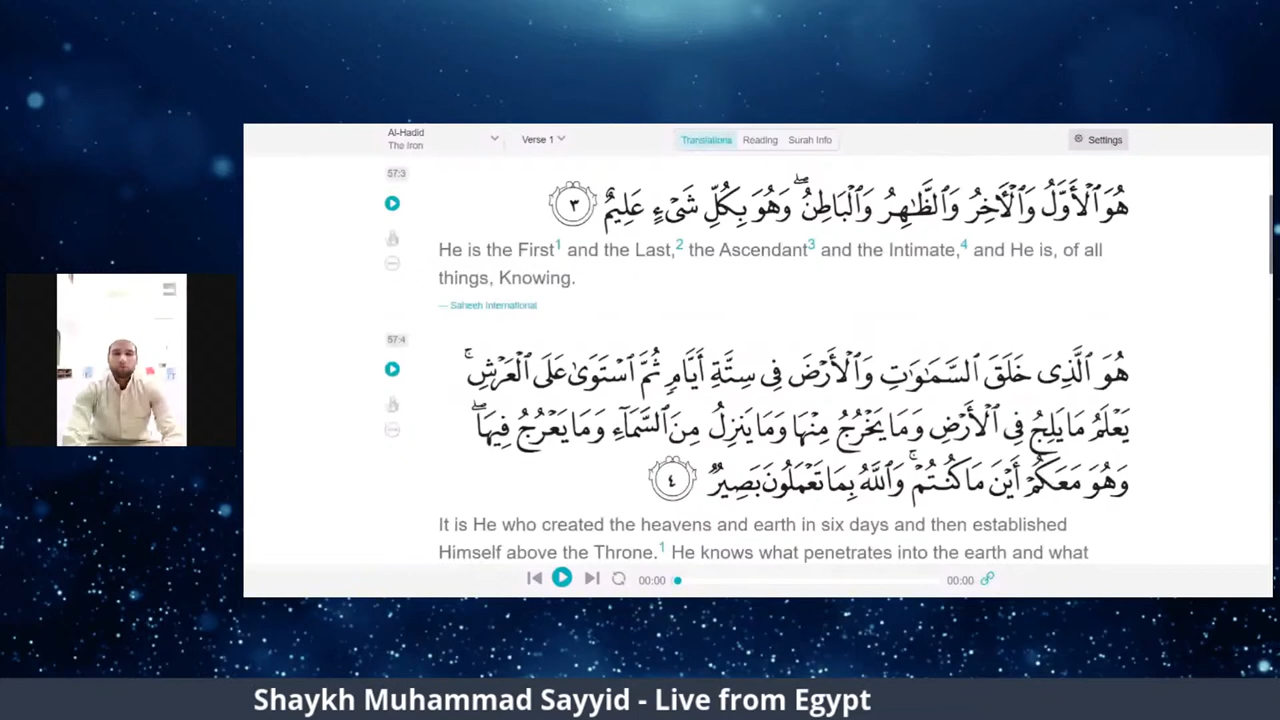 Al-Hadid
The Iron
Verse 1
Translations
Reading
Surah Info
Settings
57:3
هُوَ ٱلْأَوَّلُ وَٱلْـَٔاخِرُ وَٱلظَّـٰهِرُ وَٱلْبَاطِنُ ۖ وَهُوَ بِكُلِّ شَىْءٍ عَلِيمٌ ٣
He is the First1 and the Last,2 the Ascendant3 and the Intimate,4 and He is, of all
things, Knowing.
— Saheeh International
57:4
هُوَ ٱلَّذِى خَلَقَ ٱلسَّمَـٰوَٰتِ وَٱلْأَرْضَ فِى سِتَّةِ أَيَّامٍ ثُمَّ ٱسْتَوَىٰ عَلَى ٱلْعَرْشِ ۚ
يَعْلَمُ مَا يَلِجُ فِى ٱلْأَرْضِ وَمَا يَخْرُجُ مِنْهَا وَمَا يَنزِلُ مِنَ ٱلسَّمَآءِ وَمَا يَعْرُجُ فِيهَا ۖ
وَهُوَ مَعَكُمْ أَيْنَ مَا كُنتُمْ ۚ وَٱللَّهُ بِمَا تَعْمَلُونَ بَصِيرٌ ٤
It is He who created the heavens and earth in six days and then established
Himself above the Throne.1 He knows what penetrates into the earth and what
00:00
00:00
Shaykh Muhammad Sayyid - Live from Egypt